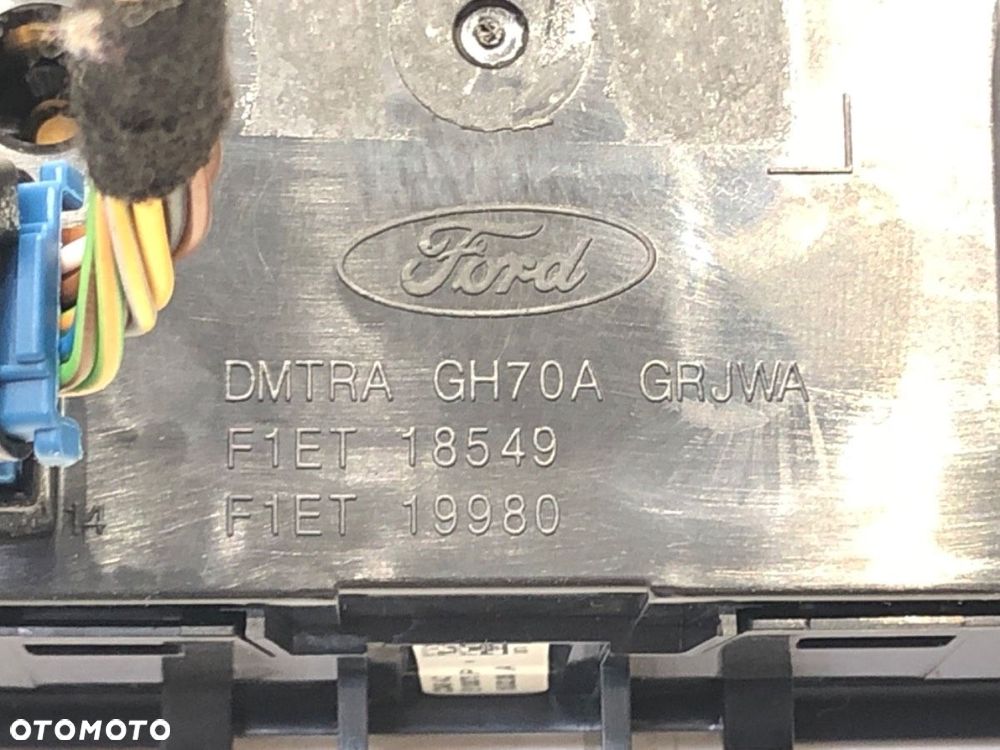 Ford
DMTRA GH70A GRJWA
F1ET 18549
F1ET 19980
14
OTOMOTO